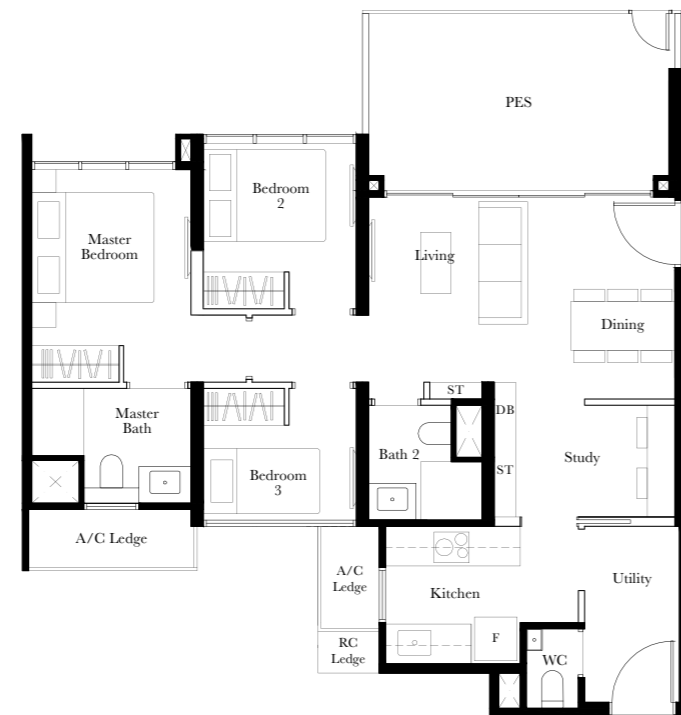 PES
Bedroom
2
Master
Bedroom
Living
Dining
ST
Master
Bath
DB
Bath 2
Study
ST
Bedroom
3
A/C Ledge
A/C
Ledge
Kitchen
Utility
F
RC
Ledge
WC